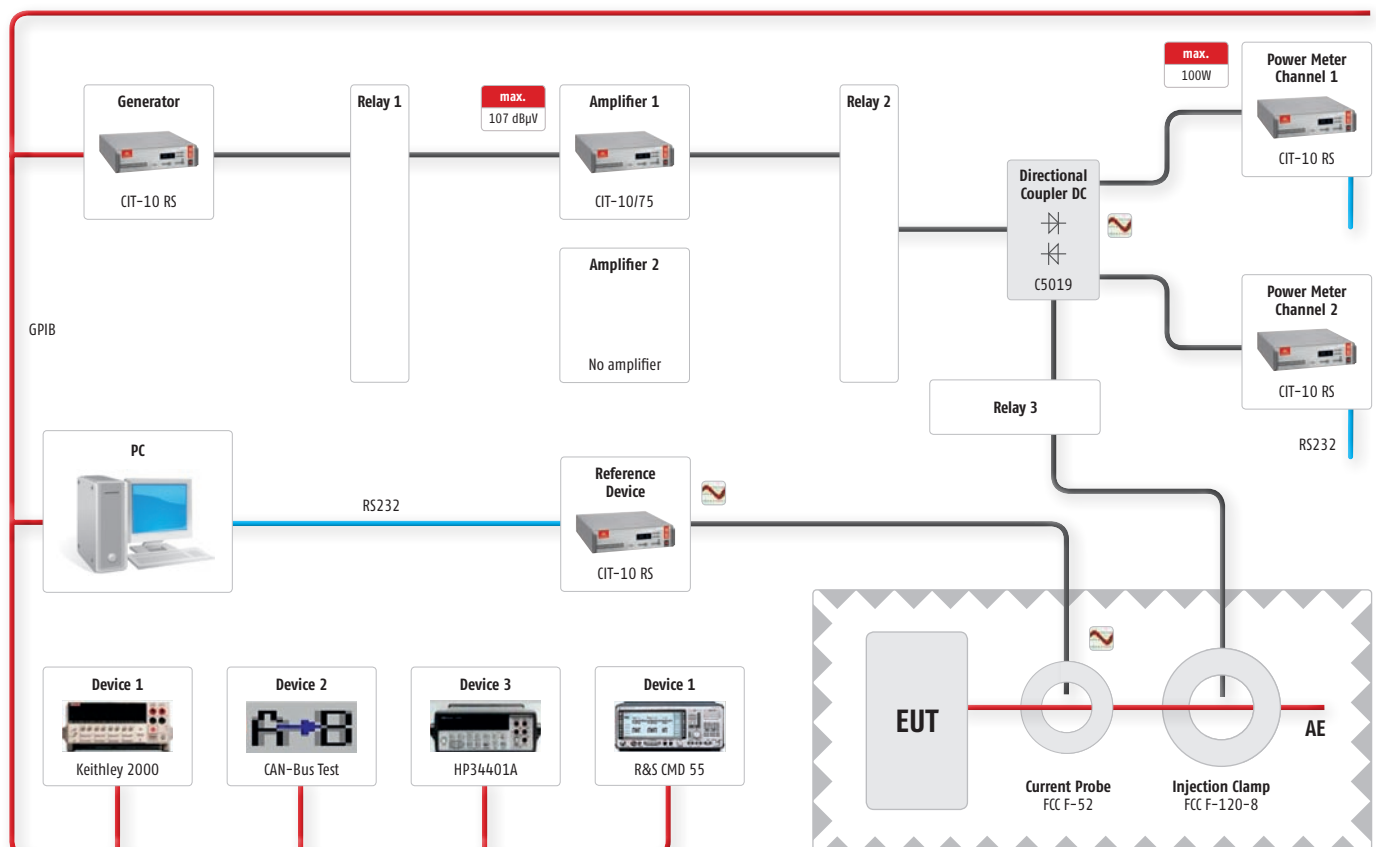 max.
100W
Power Meter
Channel 1
CIT-10 RS
Generator
CIT-10 RS
Relay 1
max.
107 dBµV
Amplifier 1
CIT-10/75
Relay 2
Directional
Coupler DC
C5019
Amplifier 2
No amplifier
Power Meter
Channel 2
CIT-10 RS
RS232
GPIB
Relay 3
PC
RS232
Reference
Device
CIT-10 RS
Device 1
Keithley 2000
Device 2
A B
CAN-Bus Test
Device 3
HP34401A
Device 1
R&S CMD 55
EUT
AE
Current Probe
FCC F-52
Injection Clamp
FCC F-120-8